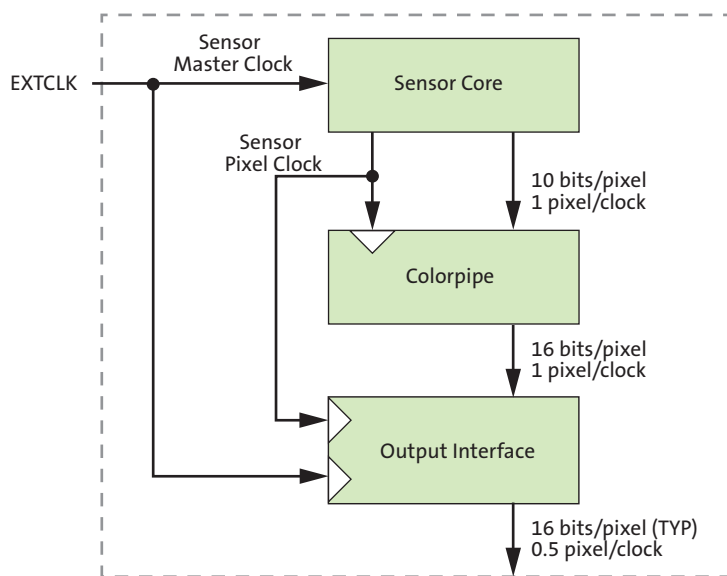 Sensor
Master Clock
EXTCLK
Sensor Core
Sensor
Pixel Clock
10 bits/pixel
1 pixel/clock
Colorpipe
16 bits/pixel
1 pixel/clock
Output Interface
16 bits/pixel (TYP)
0.5 pixel/clock